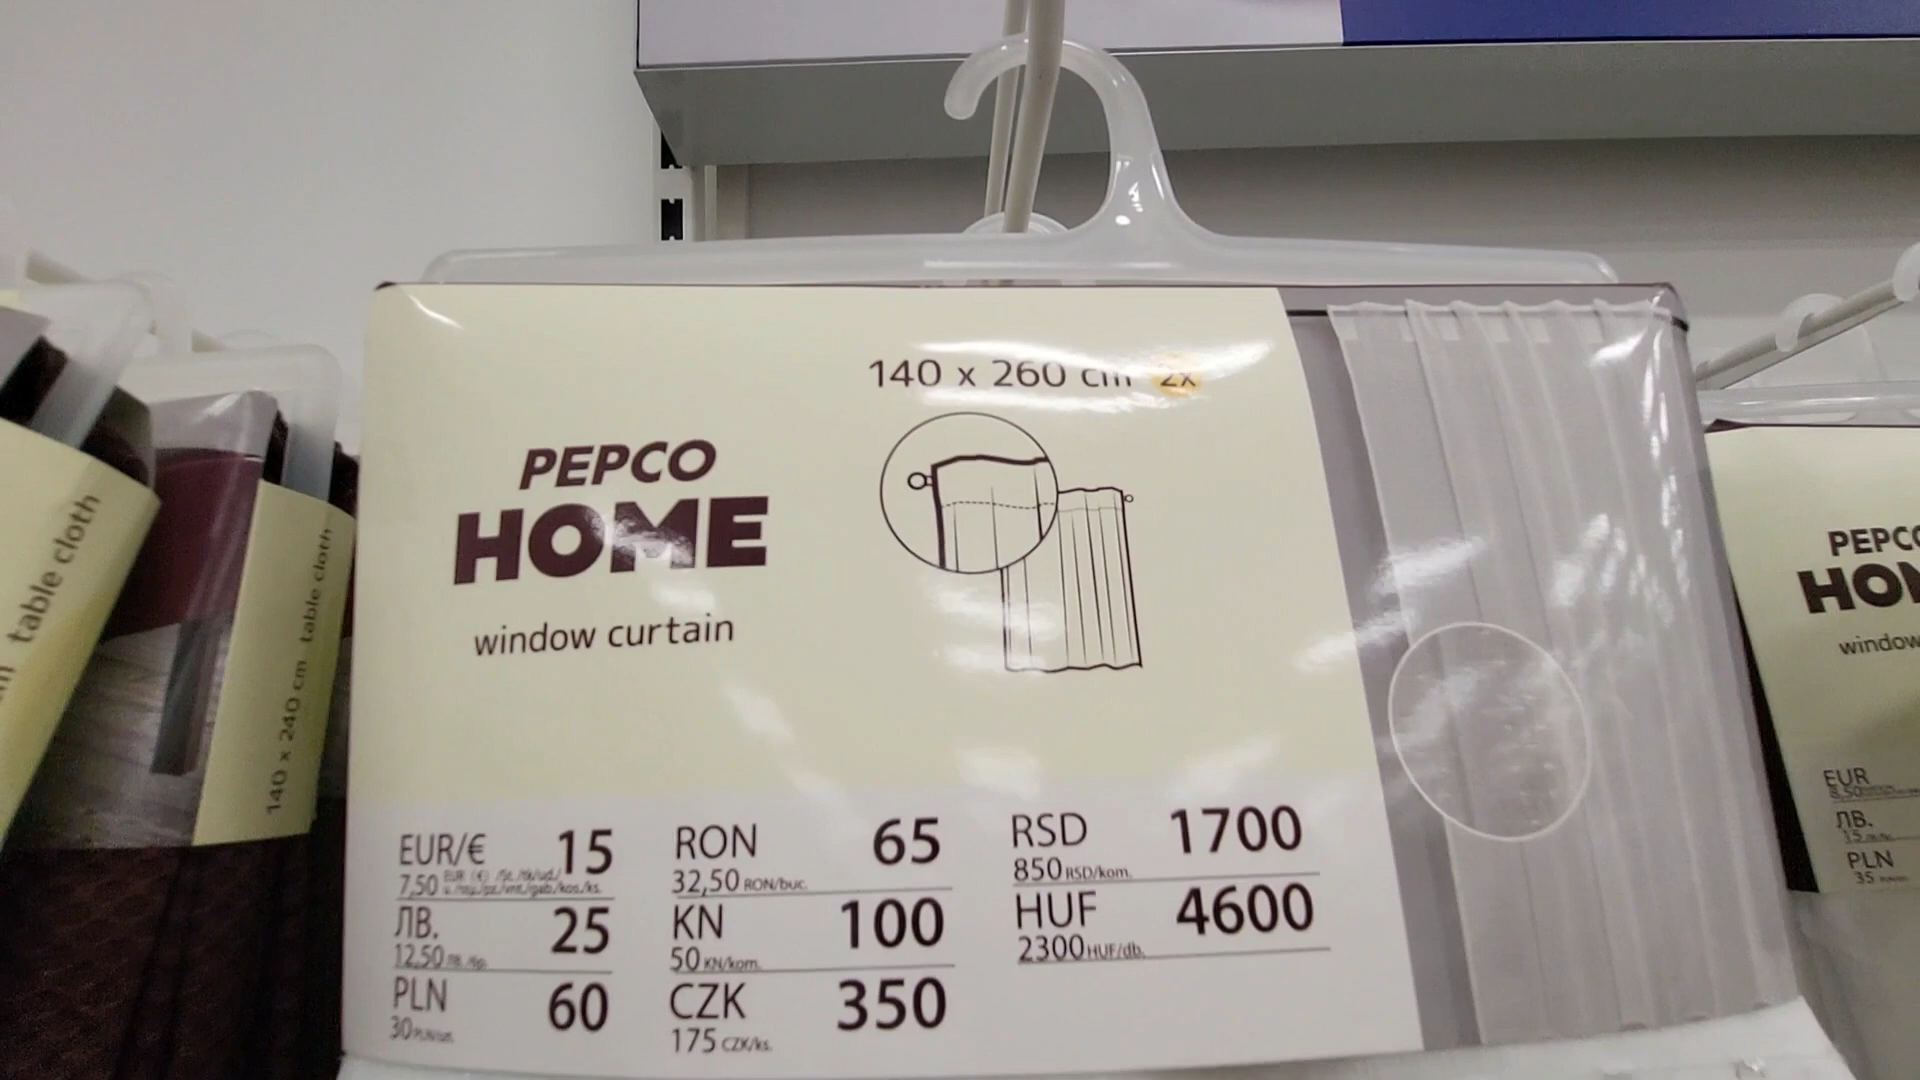 140 x 260 cm 2x
PEPCO
HOME
window curtain
EUR/€ 15
7,50
ЛВ. 25
12,50
PLN 60
30
RON 65
32,50 RON/buc.
KN 100
50 KN/kom.
CZK 350
175 CZK/ks.
RSD 1700
850 RSD/kom.
HUF 4600
2300 HUF/db.
table cloth
140 x 240 cm table cloth
PEPCO
HOM
window
EUR
8,50
ЛВ.
15
PLN
35